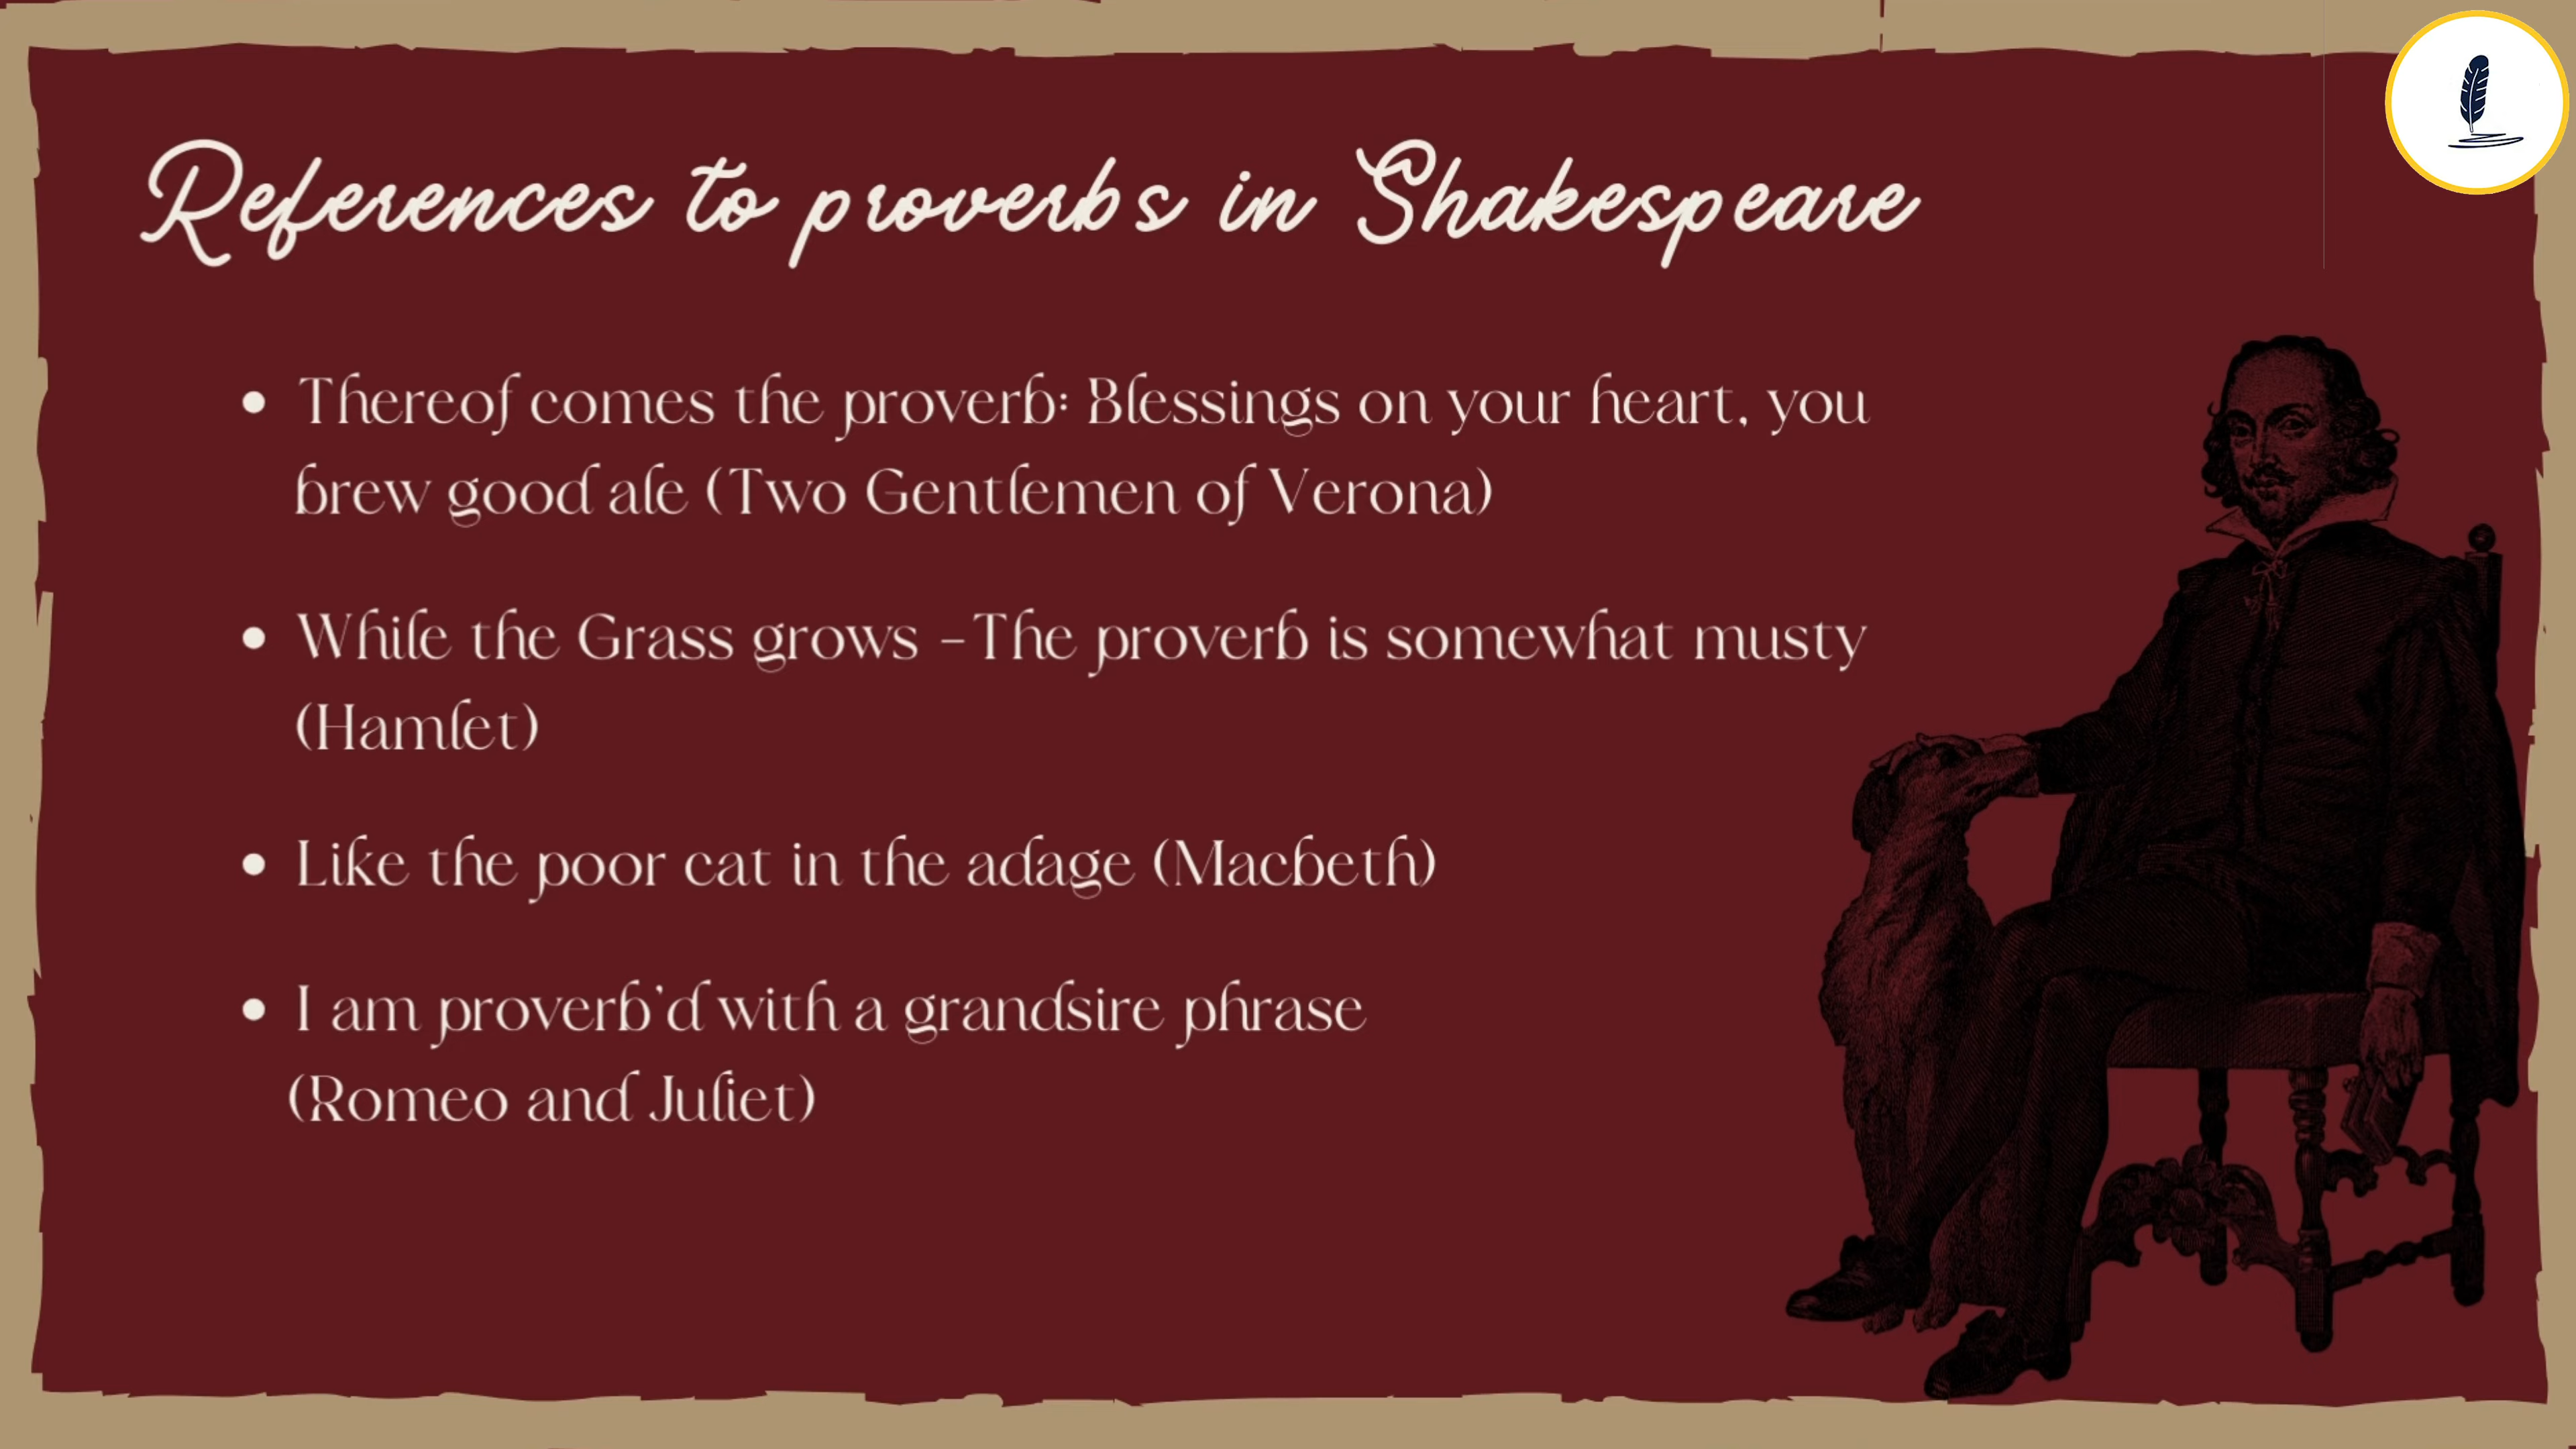 References to proverbs in Shakespeare
• Thereof comes the proverb: Blessings on your heart, you
brew good ale (Two Gentlemen of Verona)
• While the Grass grows -The proverb is somewhat musty
(Hamlet)
• Like the poor cat in the adage (Macbeth)
• I am proverb'd with a grandsire phrase
(Romeo and Juliet)